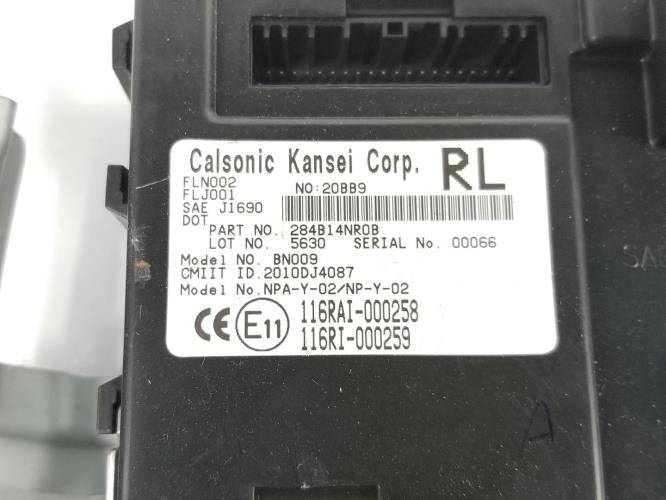 Calsonic Kansei Corp. RL
FLN002 NO:20BB9
FLJ001
SAE J1690
DOT
PART NO. 284B14NR0B
LOT NO. 5630 SERIAL No. 00066
Model NO. BN009
CMIIT ID.2010DJ4087
Model No.NPA-Y-02/NP-Y-02
CE E11 116RAI-000258
116RI-000259
A